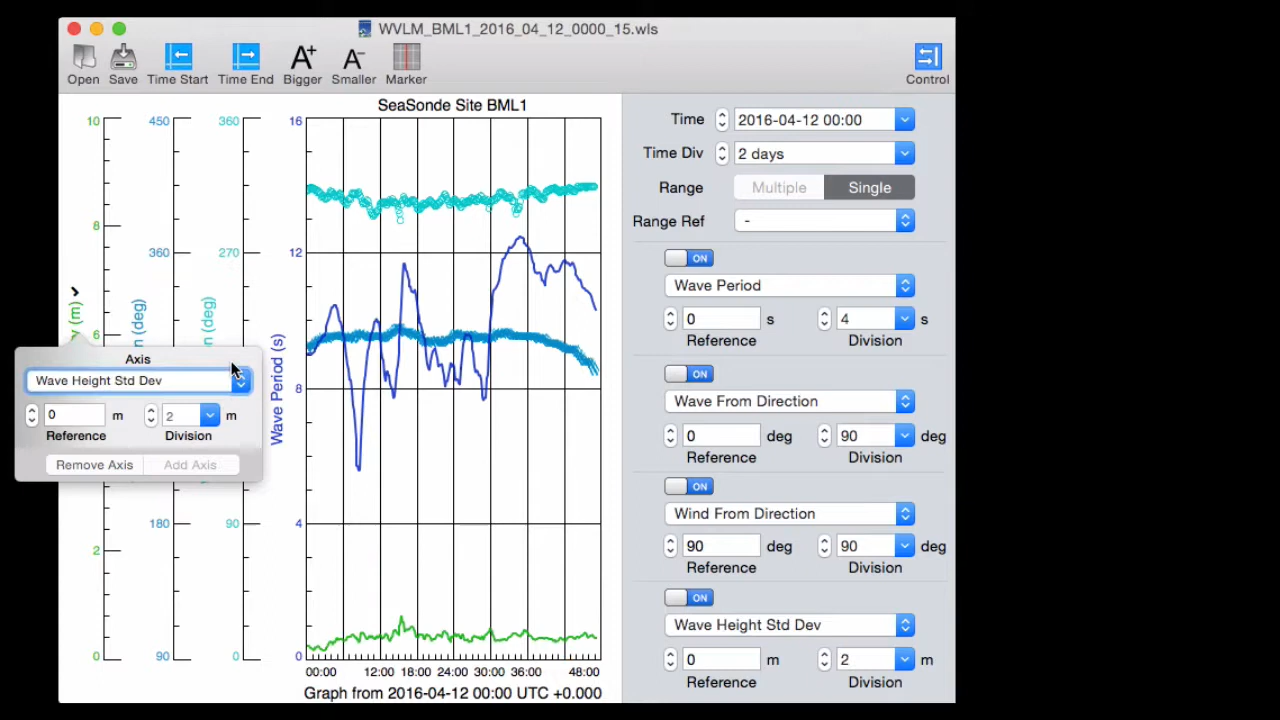 WVLM_BML1_2016_04_12_0000_15.wls
Open Save Time Start Time End Bigger Smaller Marker Control
SeaSonde Site BML1
10 450 360 16
8 360 270 12
6
8
180 90 4
2
0 90 0 0
y (m)
(deg)
n (deg)
Wave Period (s)
00:00 12:00 18:00 24:00 30:00 36:00 48:00
Graph from 2016-04-12 00:00 UTC +0.000
Axis
Wave Height Std Dev
0 m 2 m
Reference Division
Remove Axis Add Axis
Time 2016-04-12 00:00
Time Div 2 days
Range Multiple Single
Range Ref -
ON
Wave Period
0 s 4 s
Reference Division
ON
Wave From Direction
0 deg 90 deg
Reference Division
ON
Wind From Direction
90 deg 90 deg
Reference Division
ON
Wave Height Std Dev
0 m 2 m
Reference Division